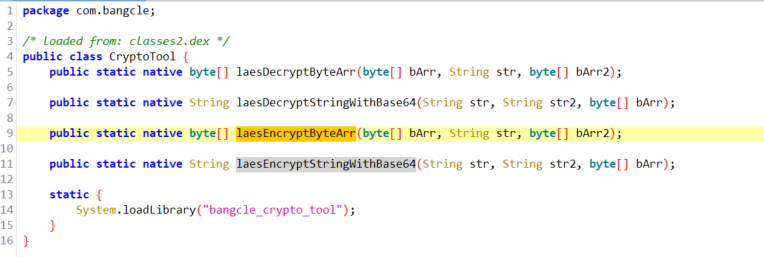 1 package com.bangcle;
2
3 /* loaded from: classes2.dex */
4 public class CryptoTool {
5     public static native byte[] laesDecryptByteArr(byte[] bArr, String str, byte[] bArr2);
6
7     public static native String laesDecryptStringWithBase64(String str, String str2, byte[] bArr);
8
9     public static native byte[] laesEncryptByteArr(byte[] bArr, String str, byte[] bArr2);
10
11     public static native String laesEncryptStringWithBase64(String str, String str2, byte[] bArr);
12
13     static {
14         System.loadLibrary("bangcle_crypto_tool");
15     }
16 }